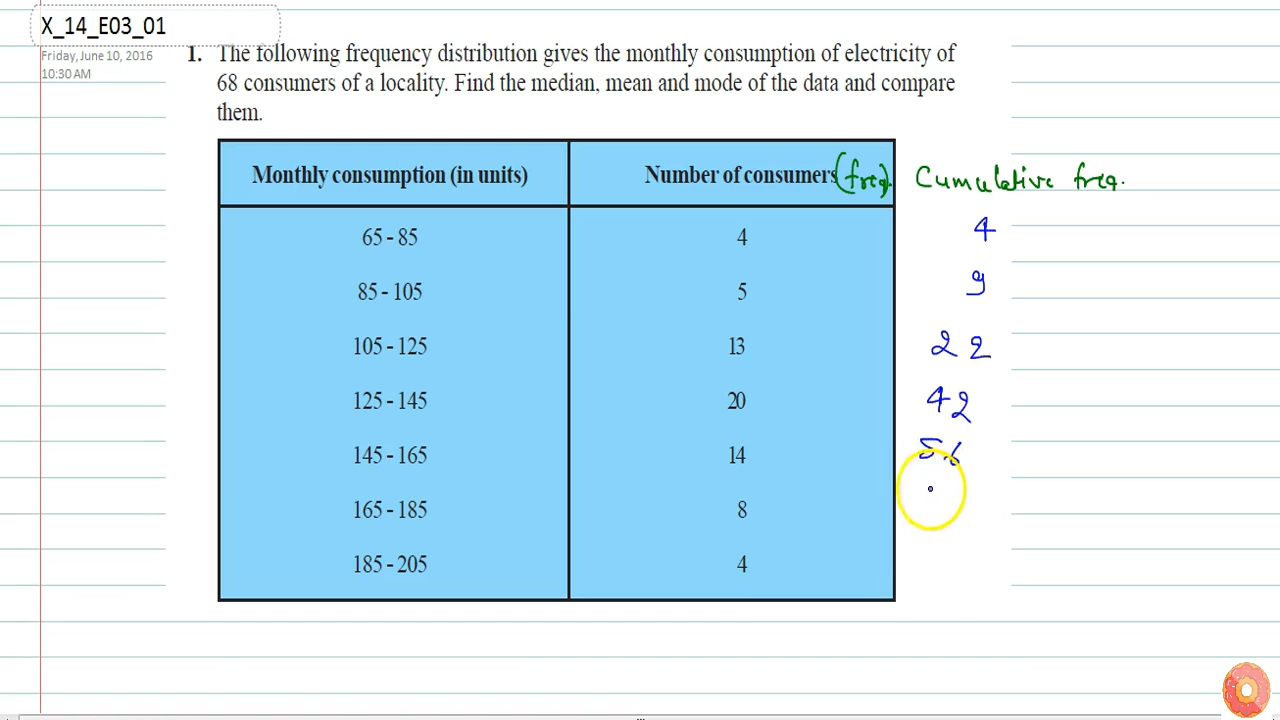 X_14_E03_01
Friday, June 10, 2016
10:30 AM
1. The following frequency distribution gives the monthly consumption of electricity of
68 consumers of a locality. Find the median, mean and mode of the data and compare
them.
Monthly consumption (in units) Number of consumers (freq. Cumulative freq.
65 - 85 4 4
85 - 105 5 9
105 - 125 13 22
125 - 145 20 42
145 - 165 14 56
165 - 185 8
185 - 205 4